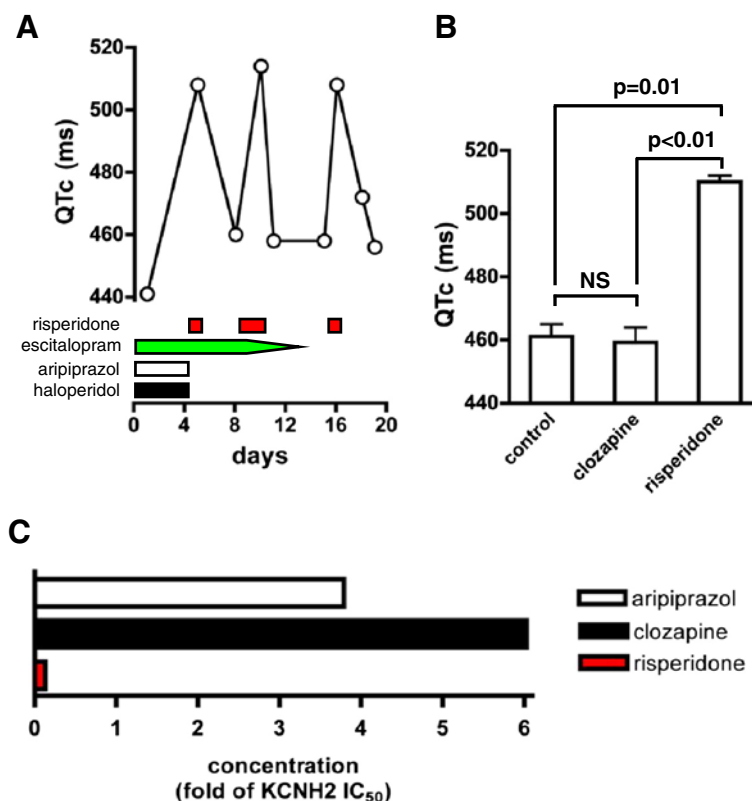 A
520
500
480
460
440
QTc (ms)
risperidone
escitalopram
aripiprazol
haloperidol
0 4 8 12 16 20
days
B
p=0.01
p<0.01
NS
520
500
480
460
440
QTc (ms)
control
clozapine
risperidone
C
aripiprazol
clozapine
risperidone
0 1 2 3 4 5 6
concentration
(fold of KCNH2 IC50)